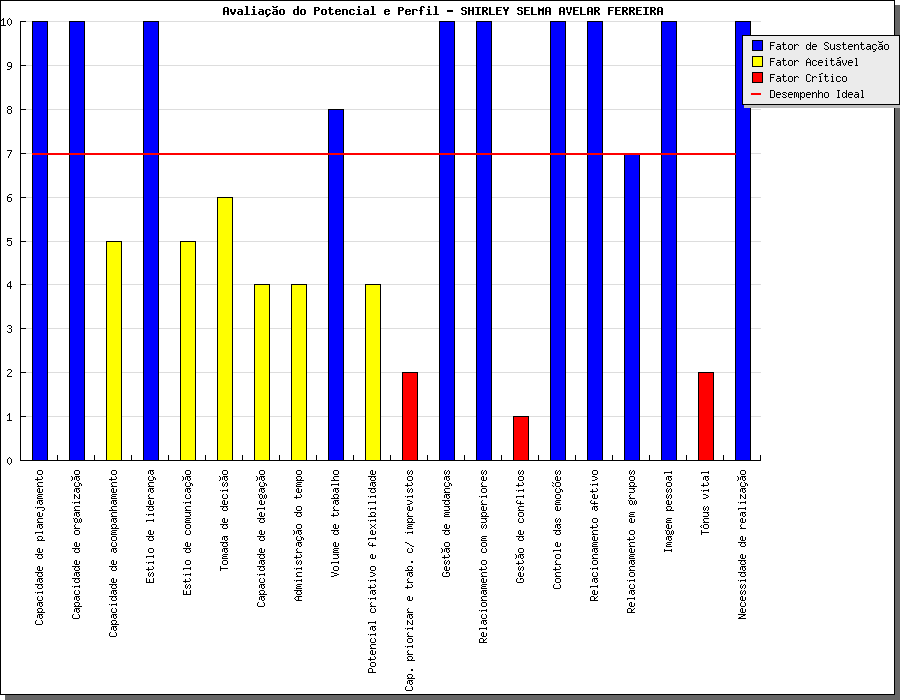 Avaliação do Potencial e Perfil - SHIRLEY SELMA AVELAR FERREIRA
10
9
8
7
6
5
4
3
2
1
0
Fator de Sustentação
Fator Aceitável
Fator Crítico
Desempenho Ideal
Capacidade de planejamento
Capacidade de organização
Capacidade de acompanhamento
Estilo de liderança
Estilo de comunicação
Tomada de decisão
Capacidade de delegação
Administração do tempo
Volume de trabalho
Potencial criativo e flexibilidade
Cap. priorizar e trab. c/ imprevistos
Gestão de mudanças
Relacionamento com superiores
Gestão de conflitos
Controle das emoções
Relacionamento afetivo
Relacionamento em grupos
Imagem pessoal
Tônus vital
Necessidade de realização